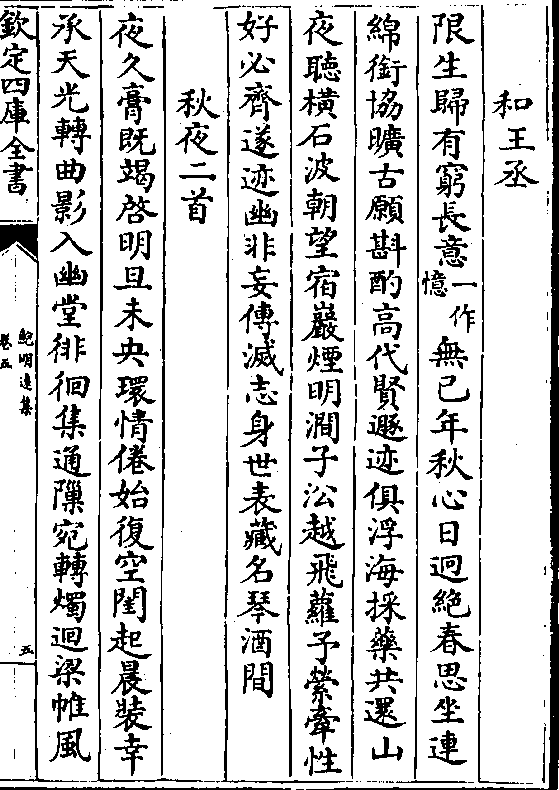 和王丞
限生歸有窮長意一作憶無已年秋心日迥絶春思坐連
綿銜協曠古願斟酌高代賢遯迹俱浮海採藥共還山
夜聽橫石波朝望宿巖煙明澗子㳂越飛蘿予縈牽性
好必齊遂迹幽非妄傳滅志身世表藏名琴酒間
秋夜二首
夜久膏既竭啓明旦未央環情倦始復空閨起晨裝幸
承天光轉曲影入幽堂徘徊集通隟宛轉燭迴梁帷風
欽定四庫全書
鮑明逺集
卷五
五